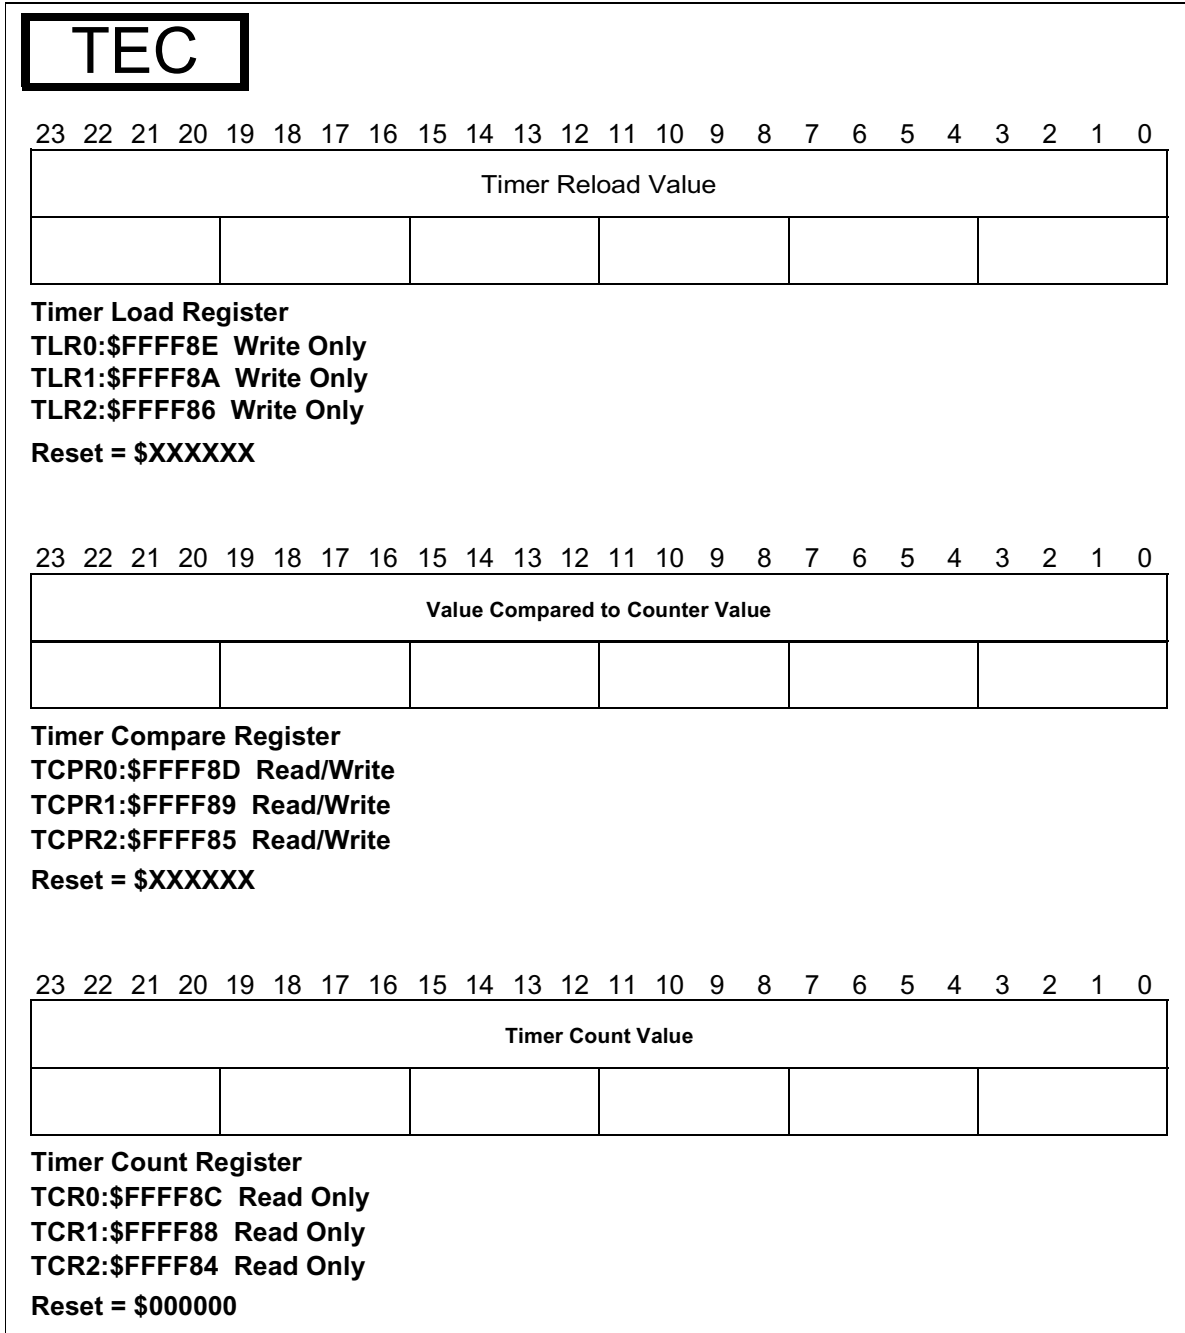 TEC
23 22 21 20 19 18 17 16 15 14 13 12 11 10 9 8 7 6 5 4 3 2 1 0
Timer Reload Value
Timer Load Register
TLR0:$FFFF8E Write Only
TLR1:$FFFF8A Write Only
TLR2:$FFFF86 Write Only
Reset = $XXXXXX
23 22 21 20 19 18 17 16 15 14 13 12 11 10 9 8 7 6 5 4 3 2 1 0
Value Compared to Counter Value
Timer Compare Register
TCPR0:$FFFF8D Read/Write
TCPR1:$FFFF89 Read/Write
TCPR2:$FFFF85 Read/Write
Reset = $XXXXXX
23 22 21 20 19 18 17 16 15 14 13 12 11 10 9 8 7 6 5 4 3 2 1 0
Timer Count Value
Timer Count Register
TCR0:$FFFF8C Read Only
TCR1:$FFFF88 Read Only
TCR2:$FFFF84 Read Only
Reset = $000000